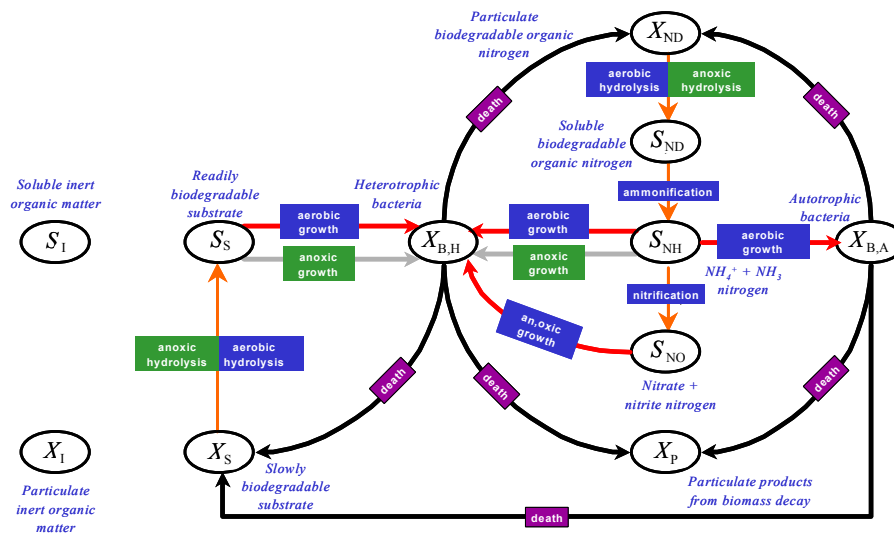 Particulate
biodegradable organic
nitrogen
X_ND
aerobic
hydrolysis
anoxic
hydrolysis
death
death
Soluble
biodegradable
organic nitrogen
S_ND
Soluble inert
organic matter
Readily
biodegradable
substrate
Heterotrophic
bacteria
ammonification
Autotrophic
bacteria
S_I
S_S
aerobic
growth
anoxic
growth
X_B,H
aerobic
growth
anoxic
growth
S_NH
aerobic
growth
X_B,A
NH₄⁺ + NH₃
nitrogen
nitrification
an,oxic
growth
S_NO
anoxic
hydrolysis
aerobic
hydrolysis
death
death
death
Nitrate +
nitrite nitrogen
X_I
X_S
X_P
Particulate
inert organic
matter
Slowly
biodegradable
substrate
Particulate products
from biomass decay
death